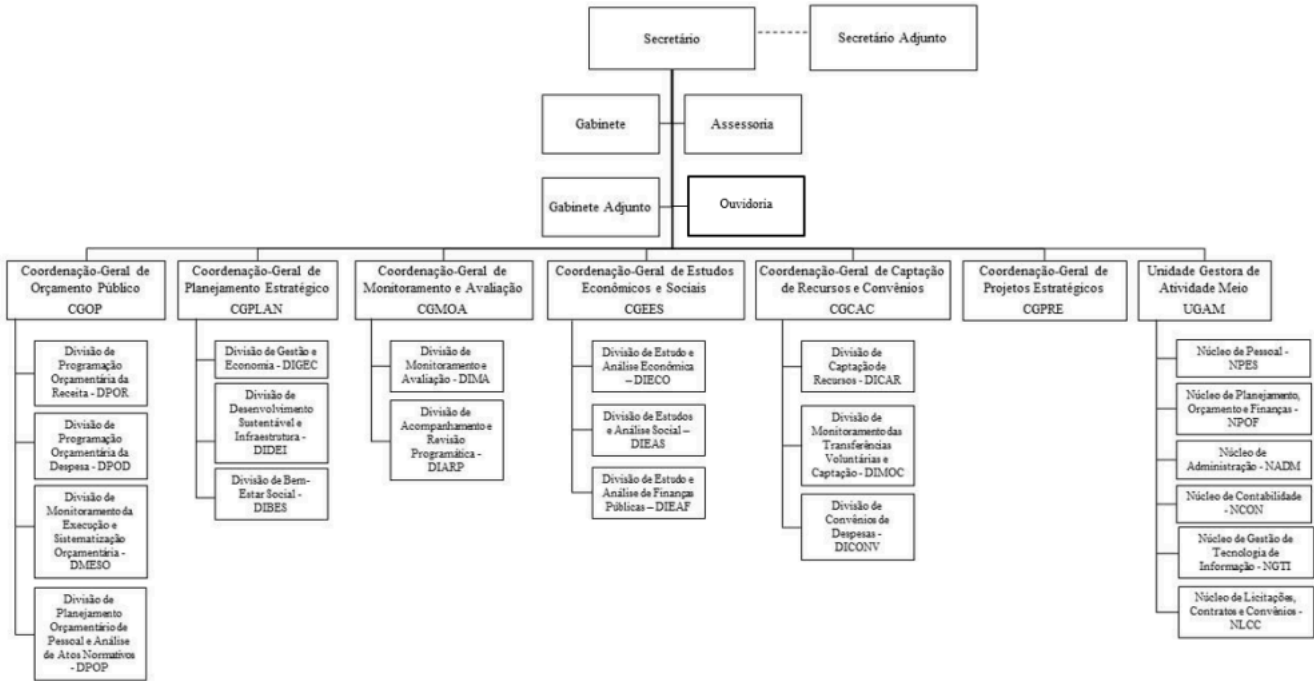 Secretário
Secretário Adjunto
Gabinete
Assessoria
Gabinete Adjunto
Ouvidoria
Coordenação-Geral de
Orçamento Público
CGOP
Divisão de
Programação
Orçamentária da
Receita - DPOR
Divisão de
Programação
Orçamentária da
Despesa - DPOD
Divisão de
Monitoramento da
Execução e
Sistematização
Orçamentária -
DMESO
Divisão de
Planejamento
Orçamentário de
Pessoal e Análise
de Atos Normativos
- DPOP
Coordenação-Geral de
Planejamento Estratégico
CGPLAN
Divisão de Gestão e
Economia - DIGEC
Divisão de
Desenvolvimento
Sustentável e
Infraestrutura -
DIDEI
Divisão de Bem-
Estar Social -
DIBES
Coordenação-Geral de
Monitoramento e Avaliação
CGMOA
Divisão de
Monitoramento e
Avaliação - DIMA
Divisão de
Acompanhamento e
Revisão
Programática -
DIARP
Coordenação-Geral de Estudos
Econômicos e Sociais
CGEES
Divisão de Estudo e
Análise Econômica
– DIECO
Divisão de Estudos
e Análise Social –
DIEAS
Divisão de Estudo e
Análise de Finanças
Públicas – DIEAF
Coordenação-Geral de Captação
de Recursos e Convênios
CGCAC
Divisão de
Captação de
Recursos - DICAR
Divisão de
Monitoramento das
Transferências
Voluntárias e
Captação - DIMOC
Divisão de
Convênios de
Despesas -
DICONV
Coordenação-Geral de
Projetos Estratégicos
CGPRE
Unidade Gestora de
Atividade Meio
UGAM
Núcleo de Pessoal -
NPES
Núcleo de Planejamento,
Orçamento e Finanças -
NPOF
Núcleo de
Administração - NADM
Núcleo de Contabilidade
- NCON
Núcleo de Gestão de
Tecnologia de
Informação - NGTI
Núcleo de Licitações,
Contratos e Convênios -
NLCC